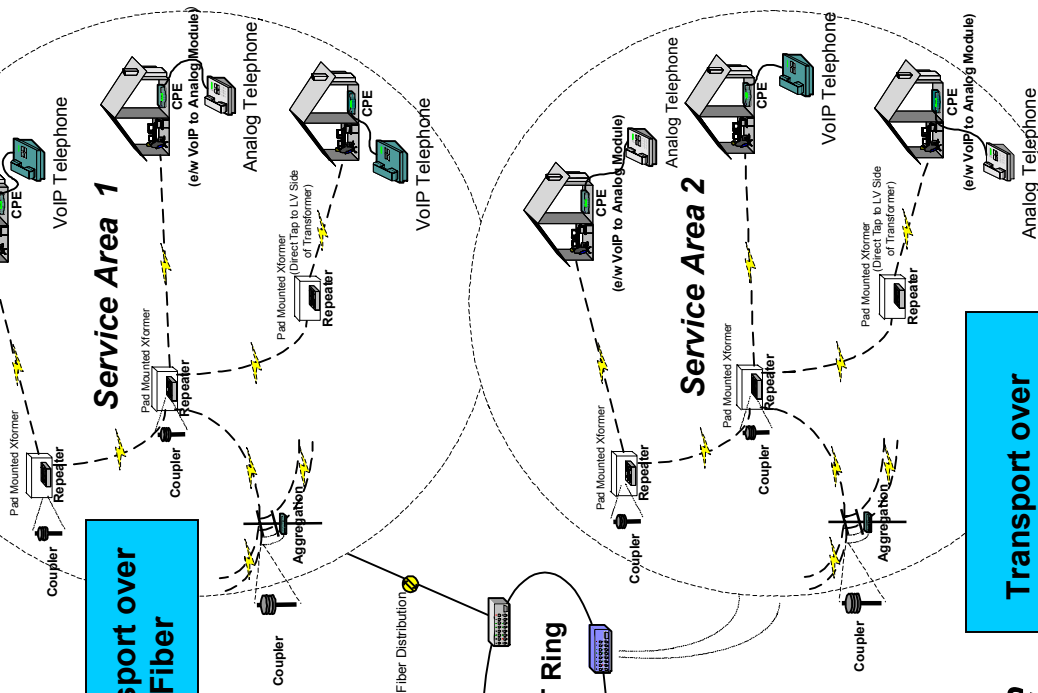 CPE
VoIP Telephone
CPE
(e/w VoIP to Analog Module)
Analog Telephone
Service Area 1
CPE
VoIP Telephone
Pad Mounted Xformer
(Direct Tap to LV Side
of Transformer)
Repeater
Pad Mounted Xformer
Repeater
Coupler
Pad Mounted Xformer
Repeater
Coupler
Aggregation
Coupler
sport over
Fiber
Fiber Distribution
Ring
CPE
(e/w VoIP to Analog Module)
Analog Telephone
CPE
VoIP Telephone
Service Area 2
CPE
(e/w VoIP to Analog Module)
Analog Telephone
Pad Mounted Xformer
(Direct Tap to LV Side
of Transformer)
Repeater
Pad Mounted Xformer
Repeater
Coupler
Pad Mounted Xformer
Repeater
Coupler
Aggregation
Coupler
Transport over